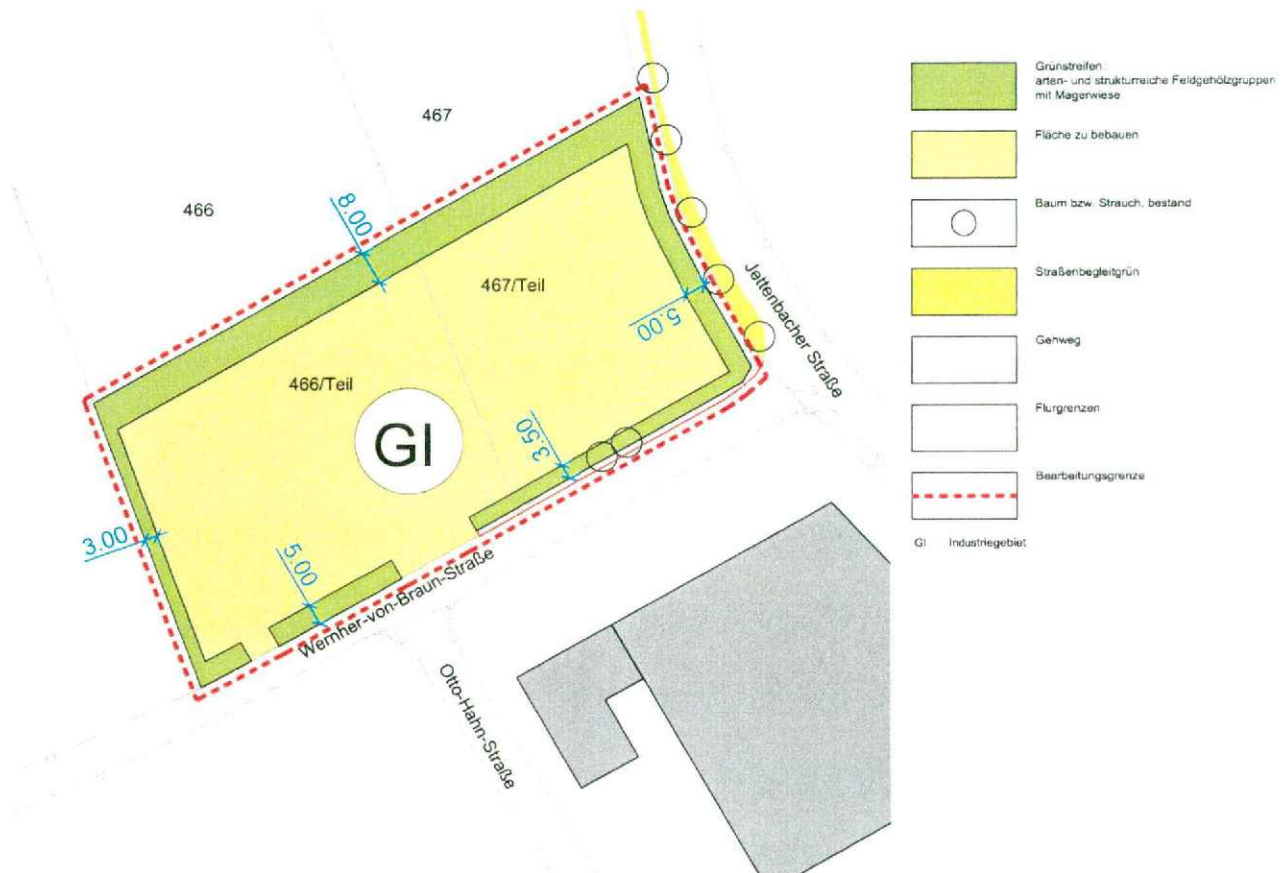 467
466
8.00
467/Teil
5.00
Jettenbacher Straße
466/Teil
GI
3.50
3.00
5.00
Wernher-von-Braun-Straße
Otto-Hahn-Straße
Grünstreifen:
arten- und strukturreiche Feldgehölzgruppen
mit Magerwiese
Fläche zu bebauen
Baum bzw. Strauch, bestand
Straßenbegleitgrün
Gehweg
Flurgrenzen
Bearbeitungsgrenze
GI Industriegebiet